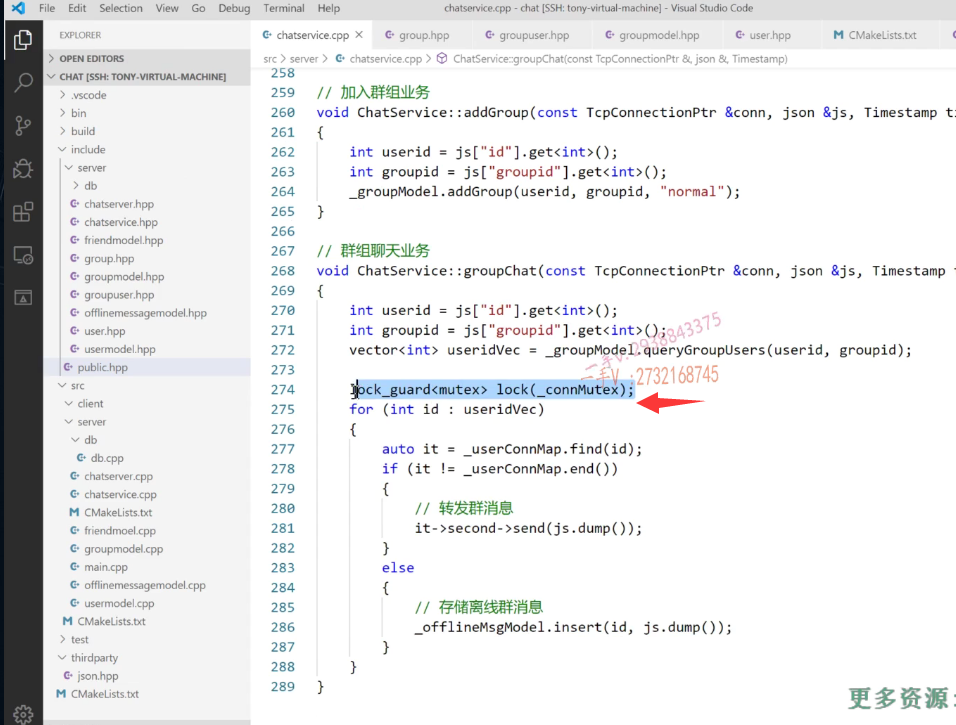 File Edit Selection View Go Debug Terminal Help chatservice.cpp - chat [SSH: tony-virtual-machine] - Visual Studio Code
EXPLORER
OPEN EDITORS
CHAT [SSH: TONY-VIRTUAL-MACHINE]
.vscode
bin
build
include
server
db
chatserver.hpp
chatservice.hpp
friendmodel.hpp
group.hpp
groupmodel.hpp
groupuser.hpp
offlinemessagemodel.hpp
user.hpp
usermodel.hpp
public.hpp
src
client
server
db
db.cpp
chatserver.cpp
chatservice.cpp
CMakeLists.txt
friendmoel.cpp
groupmodel.cpp
main.cpp
offlinemessagemodel.cpp
usermodel.cpp
CMakeLists.txt
test
thirdparty
json.hpp
CMakeLists.txt
chatservice.cpp group.hpp groupuser.hpp groupmodel.hpp user.hpp CMakeLists.txt
src > server > chatservice.cpp > ChatService::groupChat(const TcpConnectionPtr &, json &, Timestamp)
258
259 // 加入群组业务
260 void ChatService::addGroup(const TcpConnectionPtr &conn, json &js, Timestamp ti
261 {
262 int userid = js["id"].get<int>();
263 int groupid = js["groupid"].get<int>();
264 _groupModel.addGroup(userid, groupid, "normal");
265 }
266
267 // 群组聊天业务
268 void ChatService::groupChat(const TcpConnectionPtr &conn, json &js, Timestamp
269 {
270 int userid = js["id"].get<int>();
271 int groupid = js["groupid"].get<int>();
272 vector<int> useridVec = _groupModel.queryGroupUsers(userid, groupid);
273
274 lock_guard<mutex> lock(_connMutex);
275 for (int id : useridVec)
276 {
277 auto it = _userConnMap.find(id);
278 if (it != _userConnMap.end())
279 {
280 // 转发群消息
281 it->second->send(js.dump());
282 }
283 else
284 {
285 // 存储离线群消息
286 _offlineMsgModel.insert(id, js.dump());
287 }
288 }
289 }
二手V:2938843375
二手V :2732168745
更多资源: